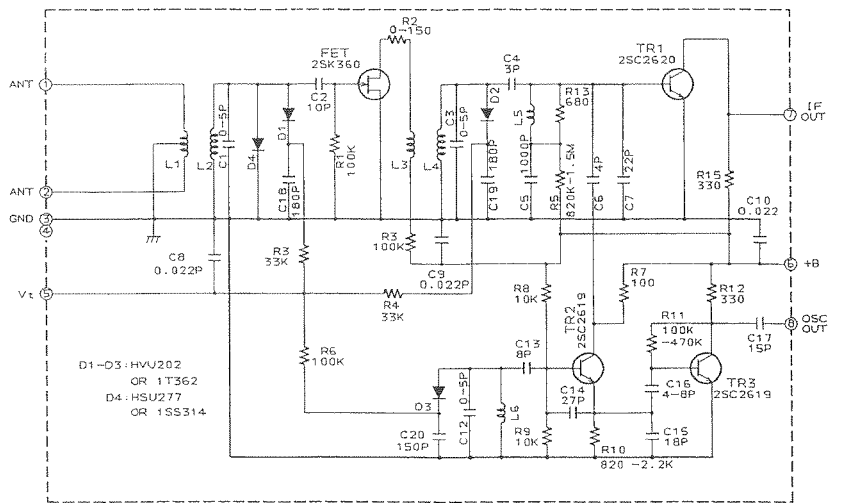 R2
0-150
FET
2SK360
TR1
2SC2620
ANT 1
C4
3P
C2
10P
D1
D4
D2
R13
680
L5
C3
0-5P
C1
0-5P
IF
OUT
7
L1
L2
L3
L4
R1
100K
C18
180P
C19
180P
C5
1000P
R5
820K-1.5M
C6
4P
C7
22P
R15
330
C10
0.022
ANT 2
GND 3
4
C8
0.022P
R3
33K
R3
100K
C9
0.022P
R8
10K
R7
100
R12
330
6 +B
Vt 5
R4
33K
TR2
2SC2619
R11
100K
-470K
8 OSC
OUT
C17
15P
R6
100K
C13
8P
C14
27P
C16
4-8P
TR3
2SC2619
D1-D3:HVU202
OR 1T362
D4:HSU277
OR 1SS314
D3
C12
0-5P
L6
C20
150P
R9
10K
R10
820 -2.2K
C15
18P